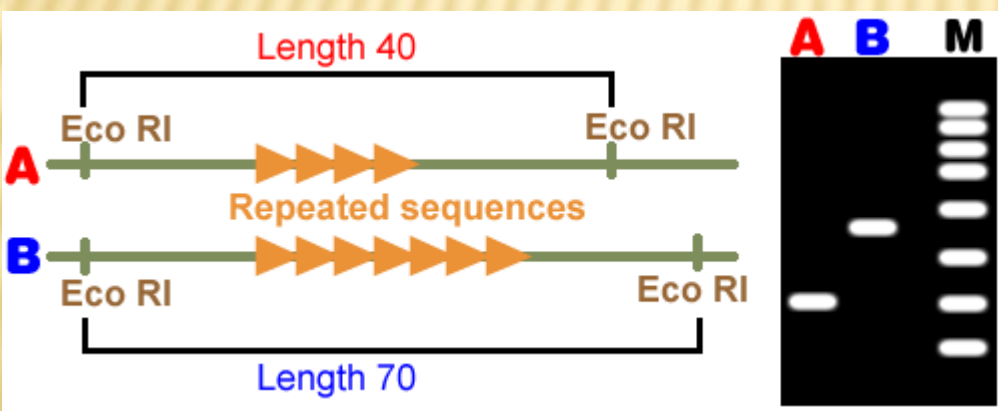 Length 40
A B M
Eco RI Eco RI
A
Repeated sequences
B
Eco RI Eco RI
Length 70